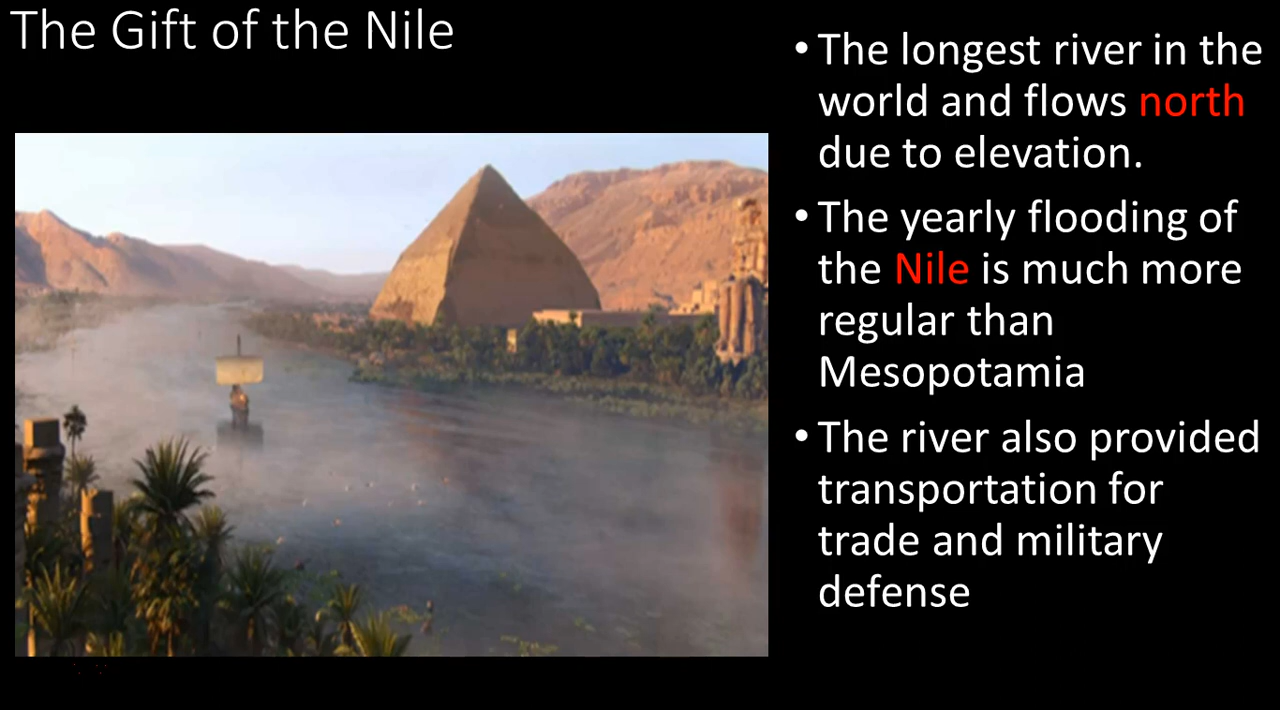 The Gift of the Nile
• The longest river in the
world and flows north
due to elevation.
• The yearly flooding of
the Nile is much more
regular than
Mesopotamia
• The river also provided
transportation for
trade and military
defense